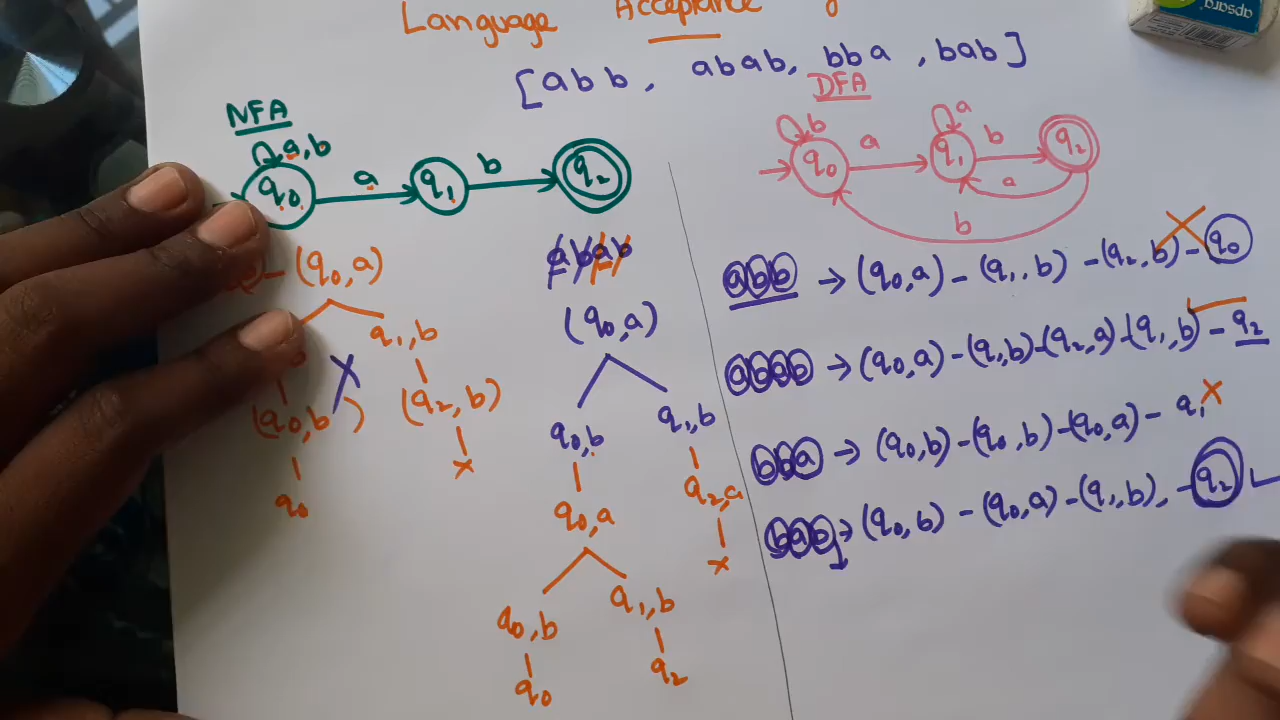 Language Acceptance
[abb, abab, bba, bab]
NFA
a,b
q0
a
q1
b
q2
DFA
b
q0
a
a
q1
b
q2
a
b
(q0,a)
q1,b
(q0,b)
(q2,b)
x
q0
abab
(q0,a)
q0,b
q1,b
q0,a
q2,a
x
q0,b
q1,b
q0
q2
abb → (q0,a) - (q1,b) - (q2,b) - q0
abab → (q0,a) - (q1,b) - (q2,a) - (q1,b) - q2
bba → (q0,b) - (q0,b) - (q0,a) - q1 x
bab → (q0,b) - (q0,a) - (q1,b), - q2
apsara